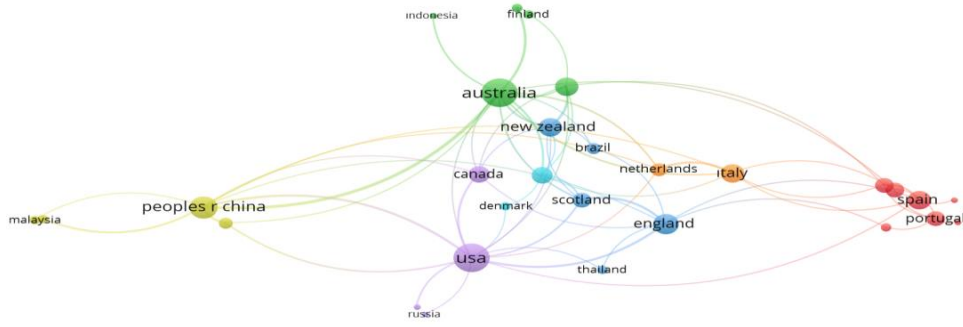 indonesia
finland
australia
new zealand
brazil
canada
netherlands
italy
denmark
scotland
spain
peoples r china
malaysia
portugal
england
usa
thailand
russia